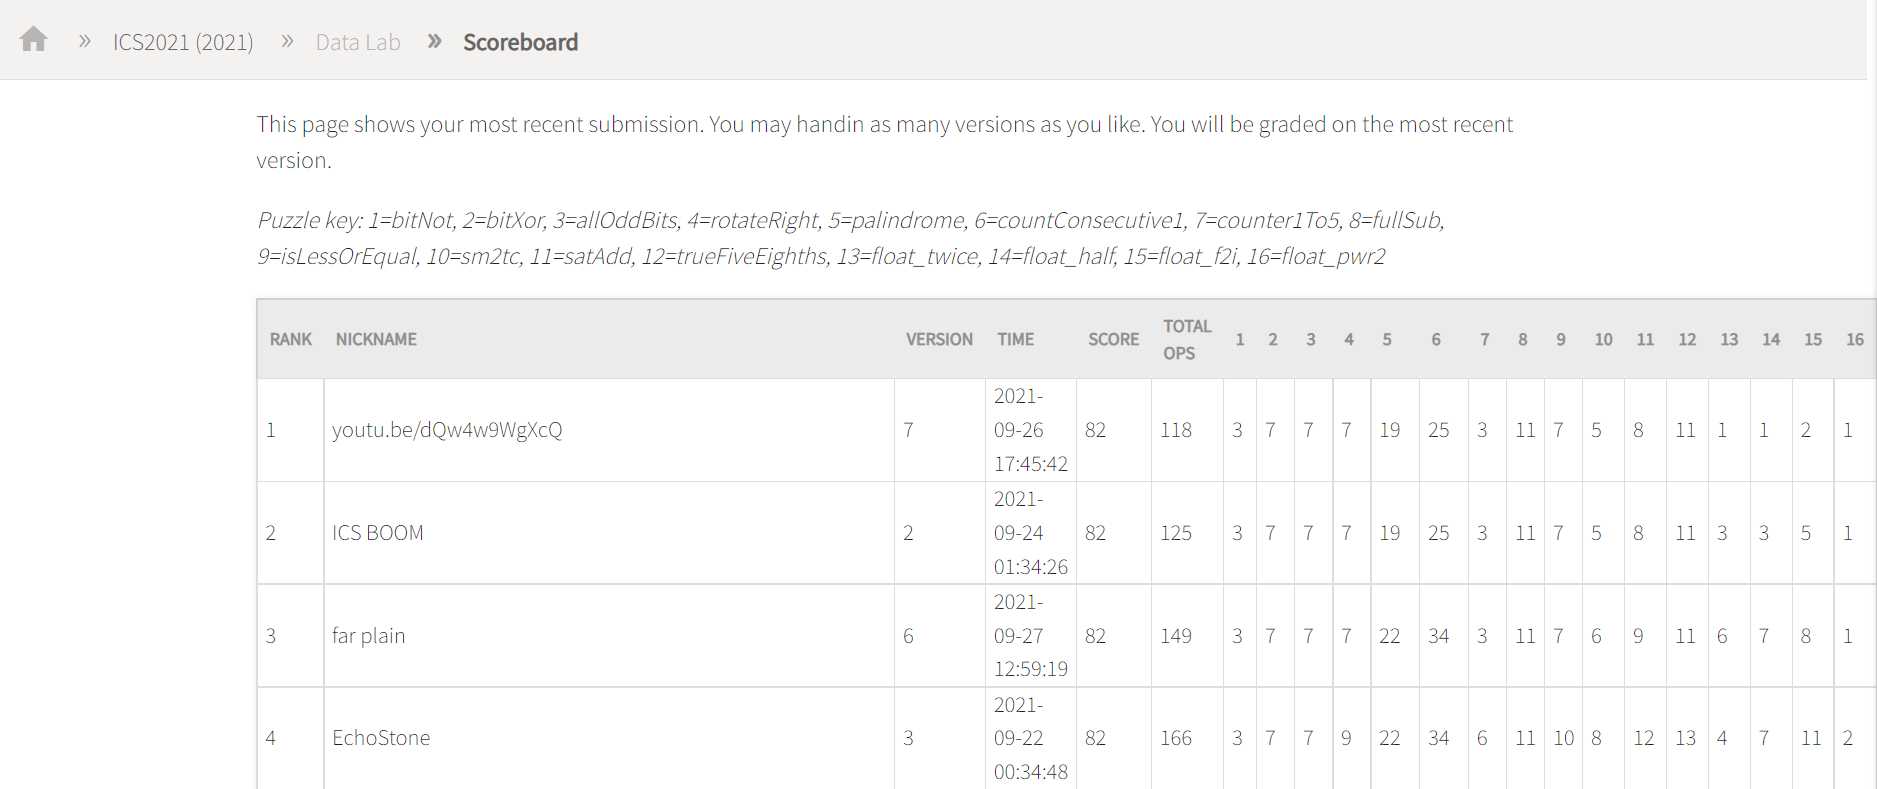 » ICS2021 (2021) » Data Lab » Scoreboard
This page shows your most recent submission. You may handin as many versions as you like. You will be graded on the most recent
version.
Puzzle key: 1=bitNot, 2=bitXor, 3=allOddBits, 4=rotateRight, 5=palindrome, 6=countConsecutive1, 7=counter1To5, 8=fullSub,
9=isLessOrEqual, 10=sm2tc, 11=satAdd, 12=trueFiveEighths, 13=float_twice, 14=float_half, 15=float_f2i, 16=float_pwr2
RANK NICKNAME VERSION TIME SCORE TOTAL OPS 1 2 3 4 5 6 7 8 9 10 11 12 13 14 15 16
1 youtu.be/dQw4w9WgXcQ 7 2021-09-26 17:45:42 82 118 3 7 7 7 19 25 3 11 7 5 8 11 1 1 2 1
2 ICS BOOM 2 2021-09-24 01:34:26 82 125 3 7 7 7 19 25 3 11 7 5 8 11 3 3 5 1
3 far plain 6 2021-09-27 12:59:19 82 149 3 7 7 7 22 34 3 11 7 6 9 11 6 7 8 1
4 EchoStone 3 2021-09-22 00:34:48 82 166 3 7 7 9 22 34 6 11 10 8 12 13 4 7 11 2